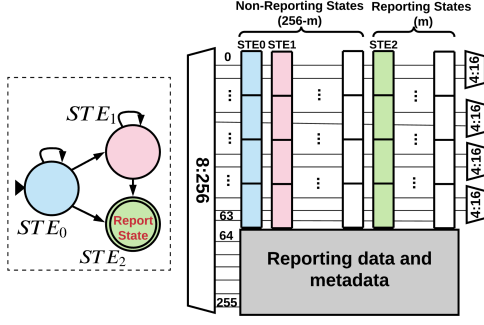 Non-Reporting States
(256-m)
Reporting States
(m)
STE0
STE1
STE2
0
...
...
...
...
...
...
...
...
...
63
64
255
8:256
4:16
4:16
4:16
4:16
Reporting data and
metadata
STE1
STE0
Report
State
STE2